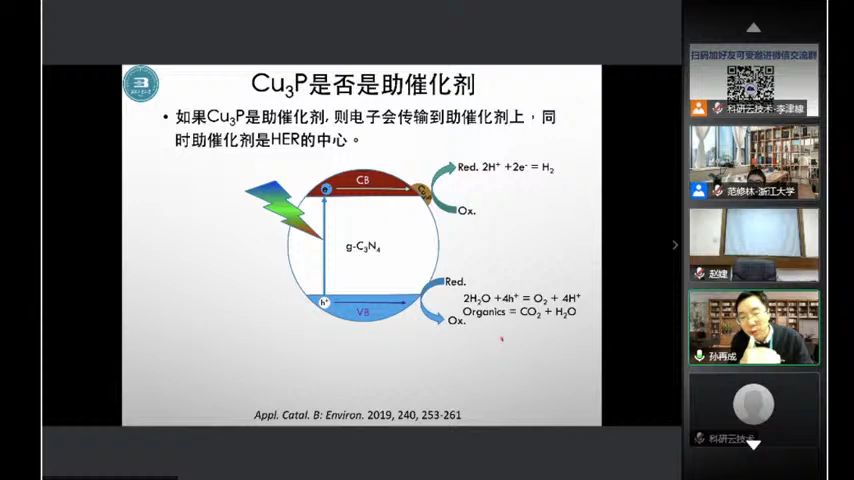 Cu₃P是否是助催化剂
• 如果Cu₃P是助催化剂, 则电子会传输到助催化剂上，同
时助催化剂是HER的中心。
CB
e⁻
Red. 2H⁺ +2e⁻ = H₂
Ox.
g-C₃N₄
h⁺
VB
Red.
2H₂O +4h⁺ = O₂ + 4H⁺
Organics = CO₂ + H₂O
Ox.
Appl. Catal. B: Environ. 2019, 240, 253-261
扫码加好友可受邀进微信交流群
科研云技术-李津糠
范修林-浙江大学
赵婕
孙再成
科研云技术